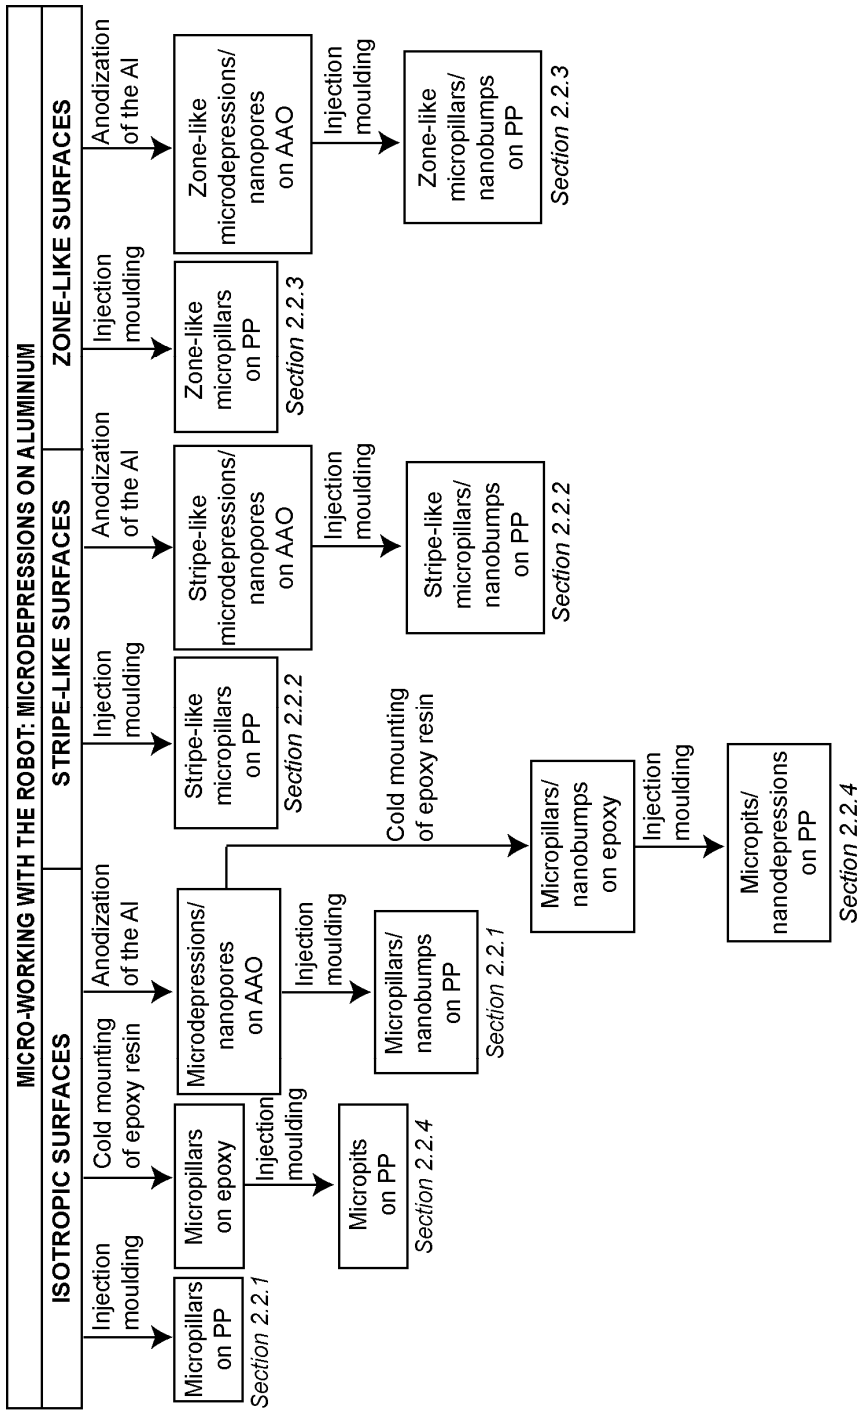 MICRO-WORKING WITH THE ROBOT: MICRODEPRESSIONS ON ALUMINIUM
ISOTROPIC SURFACES
STRIPE-LIKE SURFACES
ZONE-LIKE SURFACES
Injection
moulding
Micropillars
on PP
Section 2.2.1
Cold mounting
of epoxy resin
Micropillars
on epoxy
Injection
moulding
Micropits
on PP
Section 2.2.4
Anodization
of the Al
Microdepressions/
nanopores
on AAO
Injection
moulding
Micropillars/
nanobumps
on PP
Section 2.2.1
Cold mounting
of epoxy resin
Micropillars/
nanobumps
on epoxy
Injection
moulding
Micropits/
nanodepressions
on PP
Section 2.2.4
Injection
moulding
Stripe-like
micropillars
on PP
Section 2.2.2
Anodization
of the Al
Stripe-like
microdepressions/
nanopores
on AAO
Injection
moulding
Stripe-like
micropillars/
nanobumps
on PP
Section 2.2.2
Injection
moulding
Zone-like
micropillars
on PP
Section 2.2.3
Anodization
of the Al
Zone-like
microdepressions/
nanopores
on AAO
Injection
moulding
Zone-like
micropillars/
nanobumps
on PP
Section 2.2.3